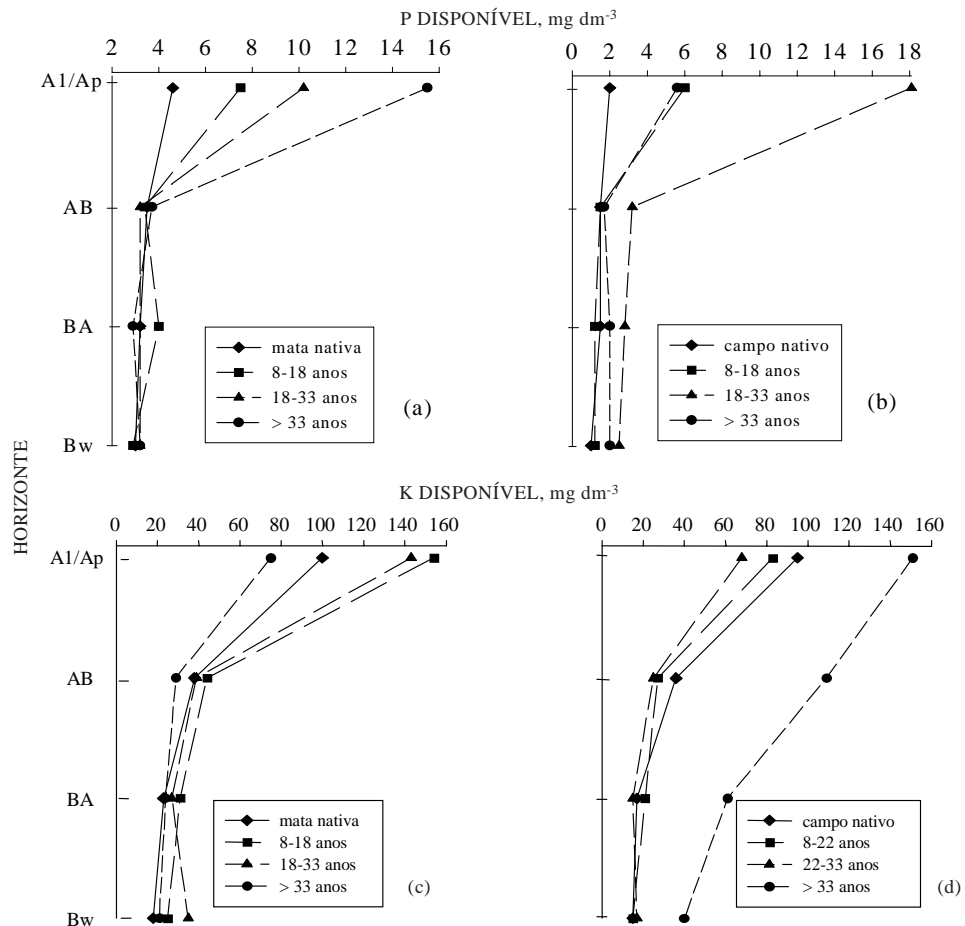 P DISPONÍVEL, mg dm-3
2 4 6 8 10 12 14 16
0 2 4 6 8 10 12 14 16 18
A1/Ap
AB
BA
Bw
mata nativa
8-18 anos
18-33 anos
> 33 anos
(a)
campo nativo
8-18 anos
18-33 anos
> 33 anos
(b)
HORIZONTE
K DISPONÍVEL, mg dm-3
0 20 40 60 80 100 120 140 160
0 20 40 60 80 100 120 140 160
A1/Ap
AB
BA
Bw
mata nativa
8-18 anos
18-33 anos
> 33 anos
(c)
campo nativo
8-22 anos
22-33 anos
> 33 anos
(d)